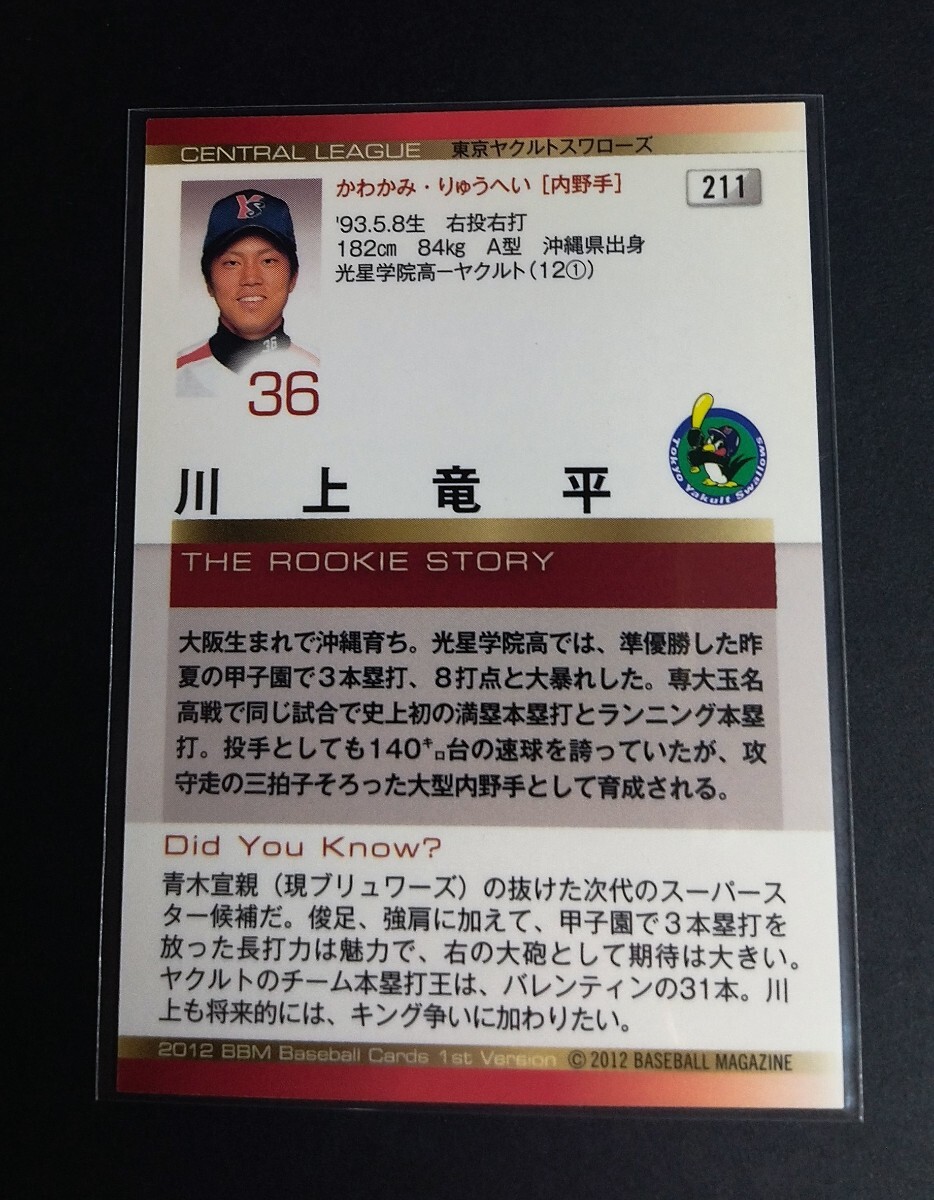 CENTRAL LEAGUE 東京ヤクルトスワローズ
かわかみ・りゅうへい［内野手］ 211
'93.5.8生 右投右打
182㎝ 84㎏ A型 沖縄県出身
光星学院高ーヤクルト(12①)
YS
36
36
Tokyo Yakult Swallows
川上竜平
THE ROOKIE STORY
大阪生まれで沖縄育ち。光星学院高では、準優勝した昨
夏の甲子園で3本塁打、8打点と大暴れした。専大玉名
高戦で同じ試合で史上初の満塁本塁打とランニング本塁
打。投手としても140㌔台の速球を誇っていたが、攻
守走の三拍子そろった大型内野手として育成される。
Did You Know?
青木宣親（現ブリュワーズ）の抜けた次代のスーパース
ター候補だ。俊足、強肩に加えて、甲子園で3本塁打を
放った長打力は魅力で、右の大砲として期待は大きい。
ヤクルトのチーム本塁打王は、バレンティンの31本。川
上も将来的には、キング争いに加わりたい。
2012 BBM Baseball Cards 1st Version © 2012 BASEBALL MAGAZINE